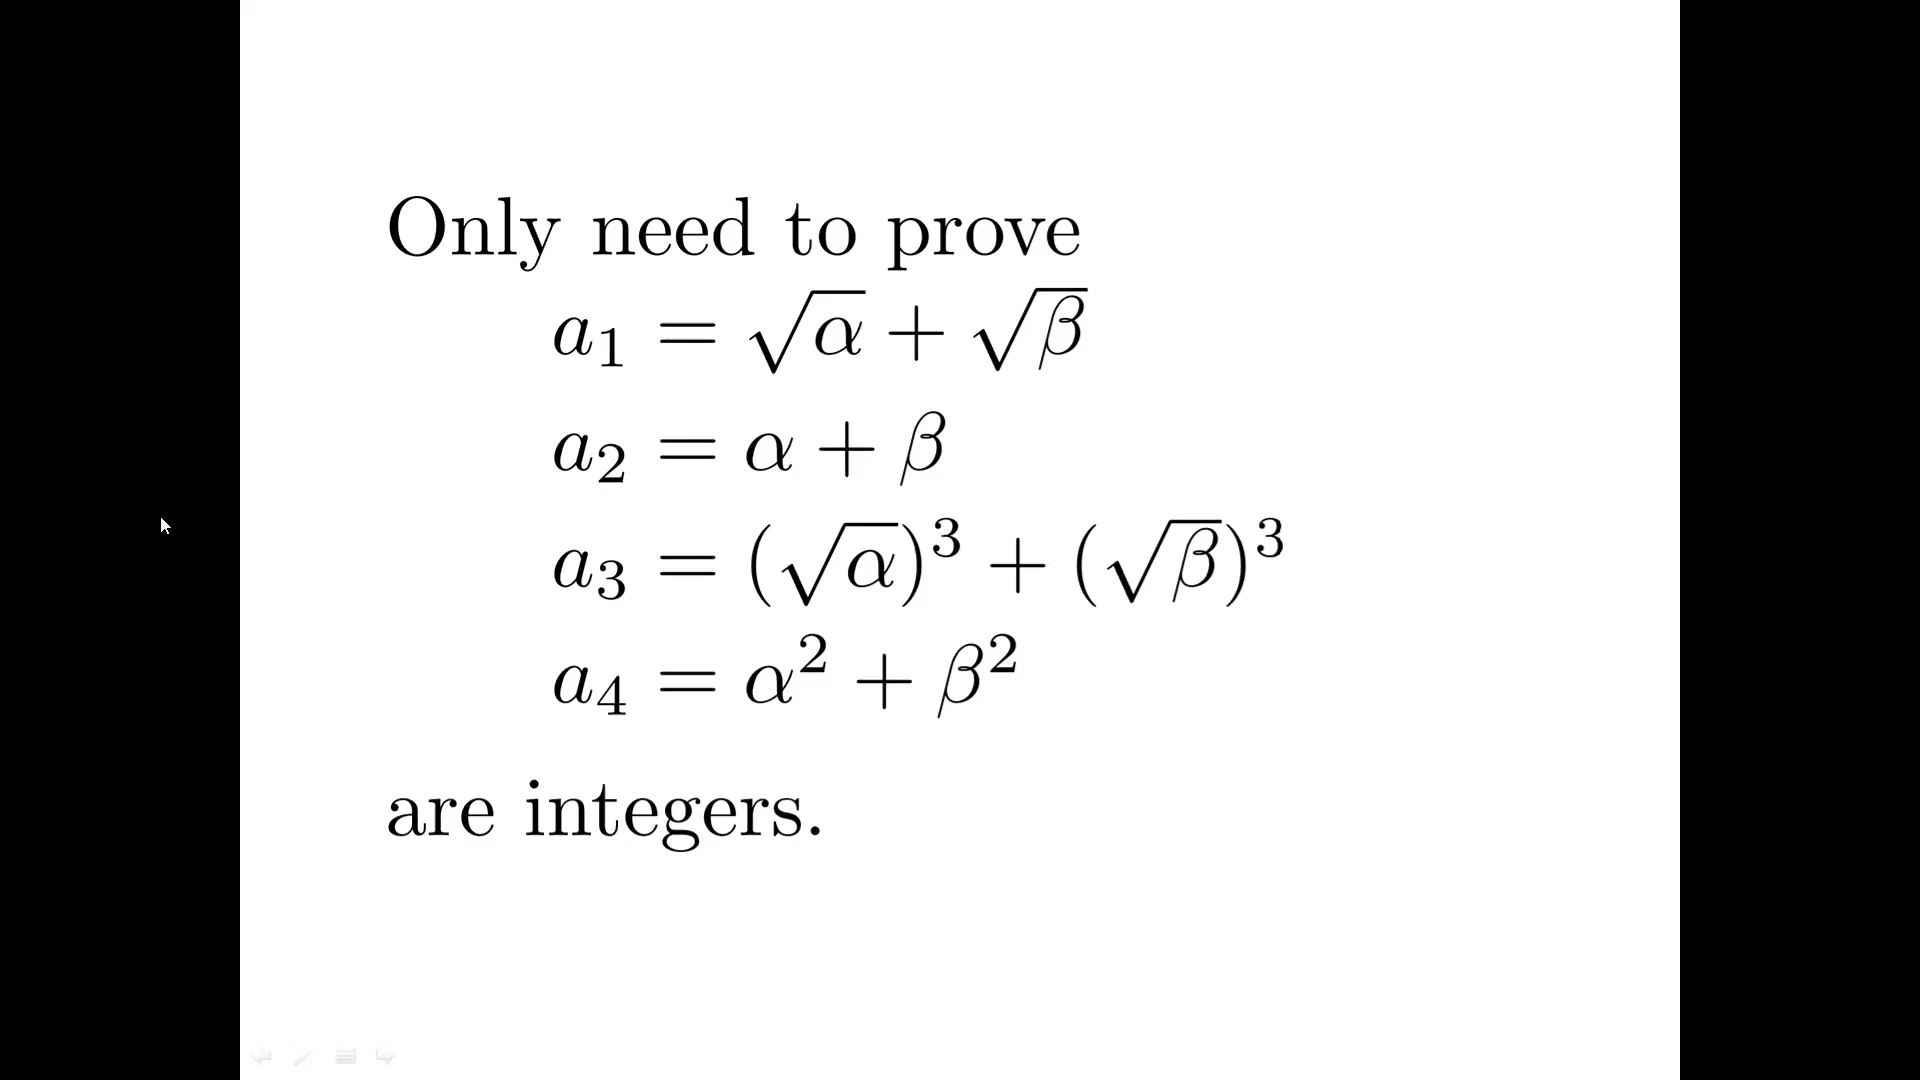 Only need to prove
a₁ = √α + √β
a₂ = α + β
a₃ = (√α)³ + (√β)³
a₄ = α² + β²
are integers.